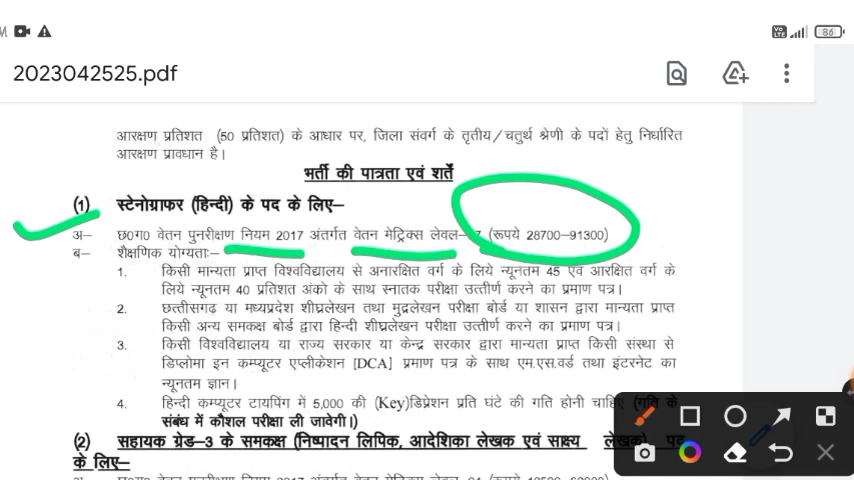 86
2023042525.pdf
आरक्षण प्रतिशत (50 प्रतिशत) के आधार पर, जिला संवर्ग के तृतीय/चतुर्थ श्रेणी के पदों हेतु निर्धारित
आरक्षण प्रावधान है।
भर्ती की पात्रता एवं शर्तें
(1) स्टेनोग्राफर (हिन्दी) के पद के लिए–
अ– छ0ग0 वेतन पुनरीक्षण नियम 2017 अंतर्गत वेतन मेट्रिक्स लेवल–7 (रूपये 28700–91300)
ब– शैक्षणिक योग्यताः–
1. किसी मान्यता प्राप्त विश्वविद्यालय से अनारक्षित वर्ग के लिये न्यूनतम 45 एवं आरक्षित वर्ग के
लिये न्यूनतम 40 प्रतिशत अंको के साथ स्नातक परीक्षा उत्तीर्ण करने का प्रमाण पत्र।
2. छत्तीसगढ़ या मध्यप्रदेश शीघ्रलेखन तथा मुद्रलेखन परीक्षा बोर्ड या शासन द्वारा मान्यता प्राप्त
किसी अन्य समकक्ष बोर्ड द्वारा हिन्दी शीघ्रलेखन परीक्षा उत्तीर्ण करने का प्रमाण पत्र।
3. किसी विश्वविद्यालय या राज्य सरकार या केन्द्र सरकार द्वारा मान्यता प्राप्त किसी संस्था से
डिप्लोमा इन कम्प्यूटर एप्लीकेशन [DCA] प्रमाण पत्र के साथ एम.एस.वर्ड तथा इंटरनेट का
न्यूनतम ज्ञान।
4. हिन्दी कम्प्यूटर टायपिंग में 5,000 की (Key)डिप्रेशन प्रति घंटे की गति होनी चाहिए (गति के
संबंध में कौशल परीक्षा ली जावेगी।)
(2) सहायक ग्रेड–3 के समकक्ष (निष्पादन लिपिक, आदेशिका लेखक एवं साक्ष्य लेखक) पद
के लिए–